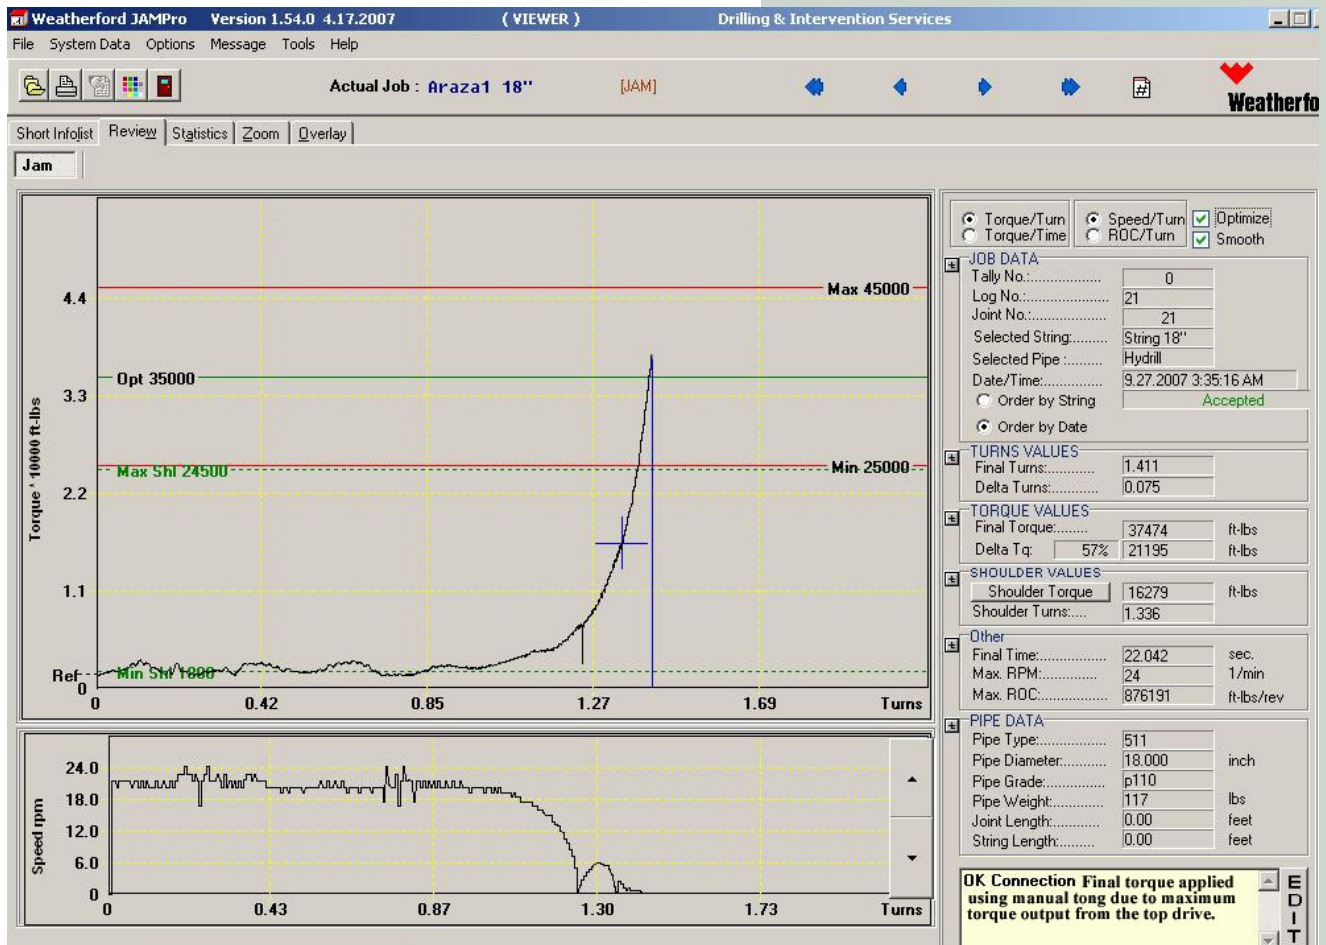 Weatherford JAMPro Version 1.54.0 4.17.2007 ( VIEWER ) Drilling & Intervention Services
File System Data Options Message Tools Help
Actual Job : Araza1 18" [JAM]
Weatherfo
Short Infolist Review Statistics Zoom Overlay
Jam
Torque * 10000 ft-lbs
4.4
3.3
2.2
1.1
Ref
0
Max 45000
Opt 35000
Max Shl 24500
Min 25000
Min Shl 1800
0 0.42 0.85 1.27 1.69 Turns
Speed rpm
24.0
18.0
12.0
6.0
0
0 0.43 0.87 1.30 1.73 Turns
Torque/Turn Speed/Turn Optimize
Torque/Time ROC/Turn Smooth
JOB DATA
Tally No.:.................. 0
Log No.:..................... 21
Joint No.:................... 21
Selected String:......... String 18''
Selected Pipe :......... Hydrill
Date/Time:............... 9.27.2007 3:35:16 AM
Order by String Accepted
Order by Date
TURNS VALUES
Final Turns:............ 1.411
Delta Turns:............ 0.075
TORQUE VALUES
Final Torque:........ 37474 ft-lbs
Delta Tq: 57% 21195 ft-lbs
SHOULDER VALUES
Shoulder Torque 16279 ft-lbs
Shoulder Turns:.... 1.336
Other
Final Time:................ 22.042 sec.
Max. RPM:............. 24 1/min
Max. ROC:................ 876191 ft-lbs/rev
PIPE DATA
Pipe Type:................ 511
Pipe Diameter:.......... 18.000 inch
Pipe Grade:............... p110
Pipe Weight:............ 117 lbs
Joint Length:........... 0.00 feet
String Length:......... 0.00 feet
OK Connection Final torque applied
using manual tong due to maximum
torque output from the top drive.
EDIT